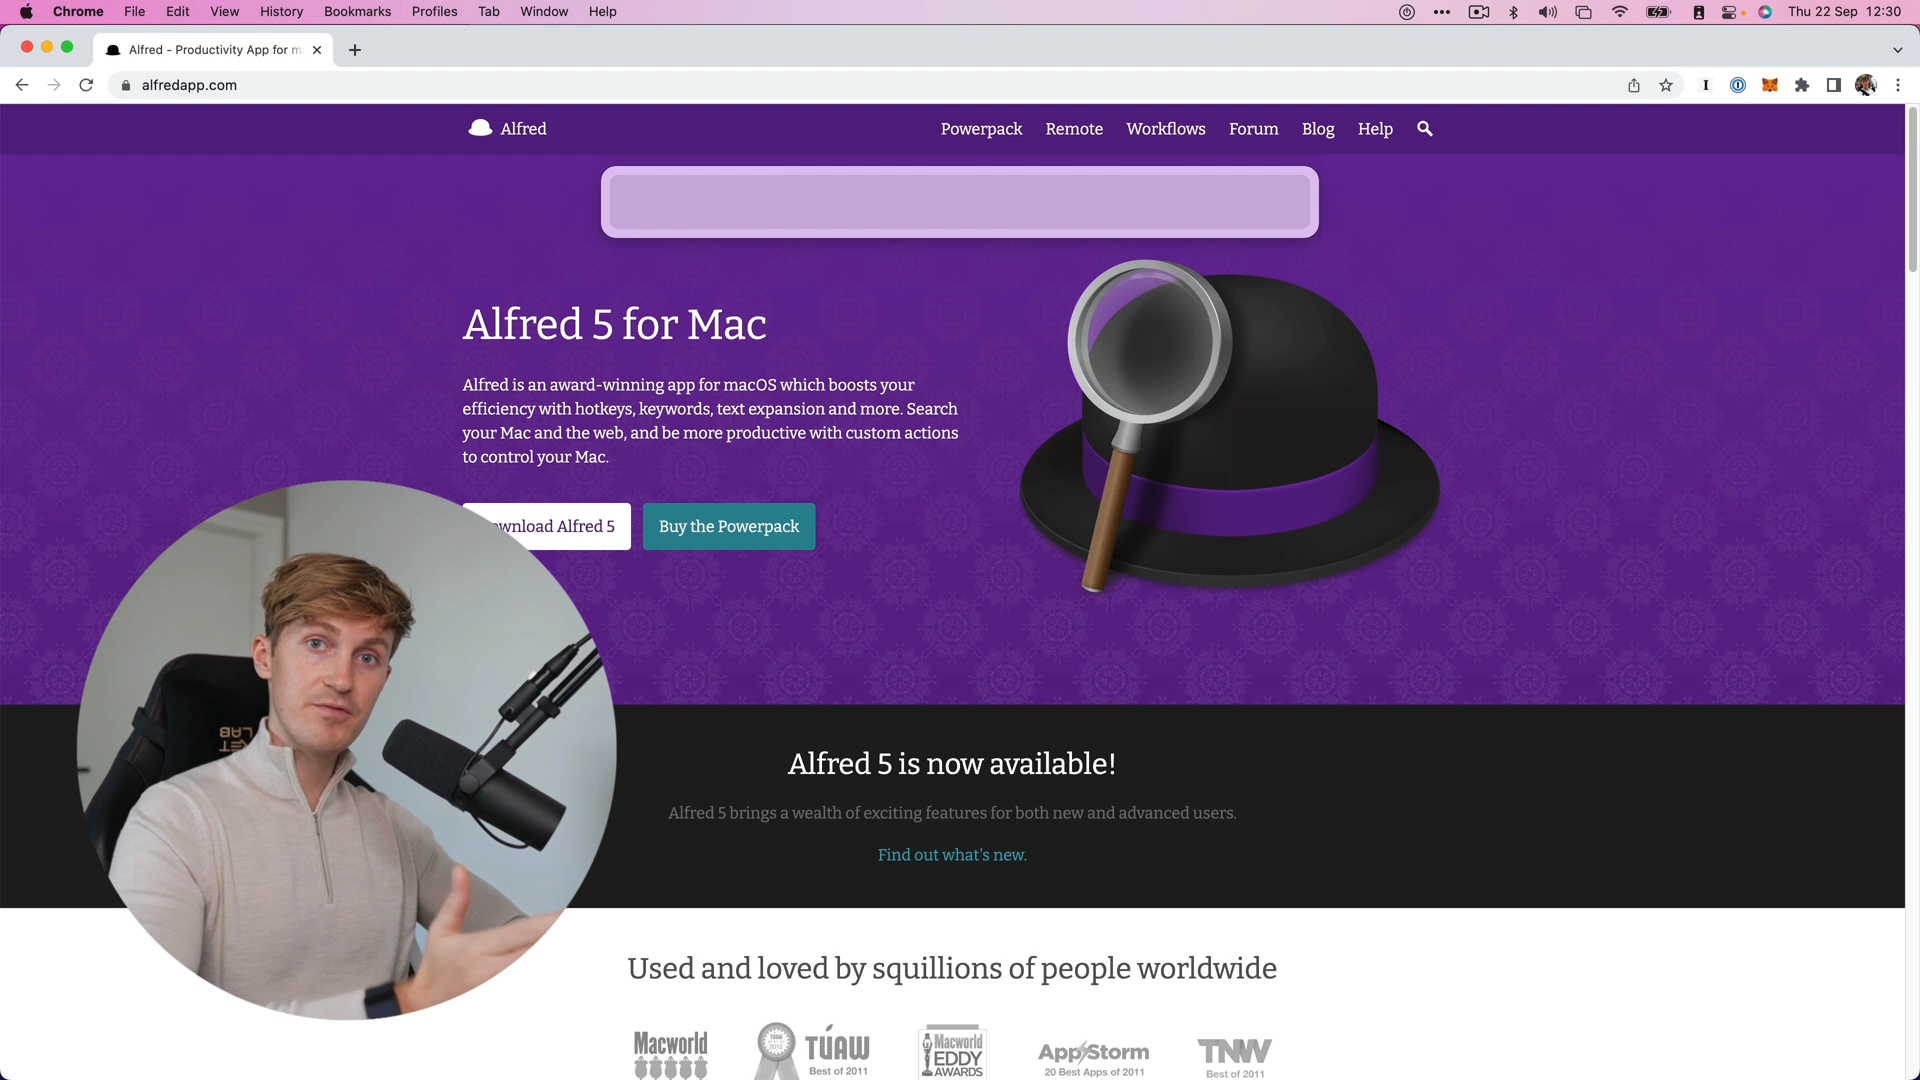 Chrome File Edit View History Bookmarks Profiles Tab Window Help
Thu 22 Sep 12:30
Alfred - Productivity App for m
alfredapp.com
Alfred
Powerpack Remote Workflows Forum Blog Help
Alfred 5 for Mac
Alfred is an award-winning app for macOS which boosts your
efficiency with hotkeys, keywords, text expansion and more. Search
your Mac and the web, and be more productive with custom actions
to control your Mac.
wnload Alfred 5
Buy the Powerpack
Alfred 5 is now available!
Alfred 5 brings a wealth of exciting features for both new and advanced users.
Find out what's new.
Used and loved by squillions of people worldwide
Macworld
TUAW
Best of 2011
Macworld
EDDY
AWARDS
AppStorm
20 Best Apps of 2011
TNW
Best of 2011